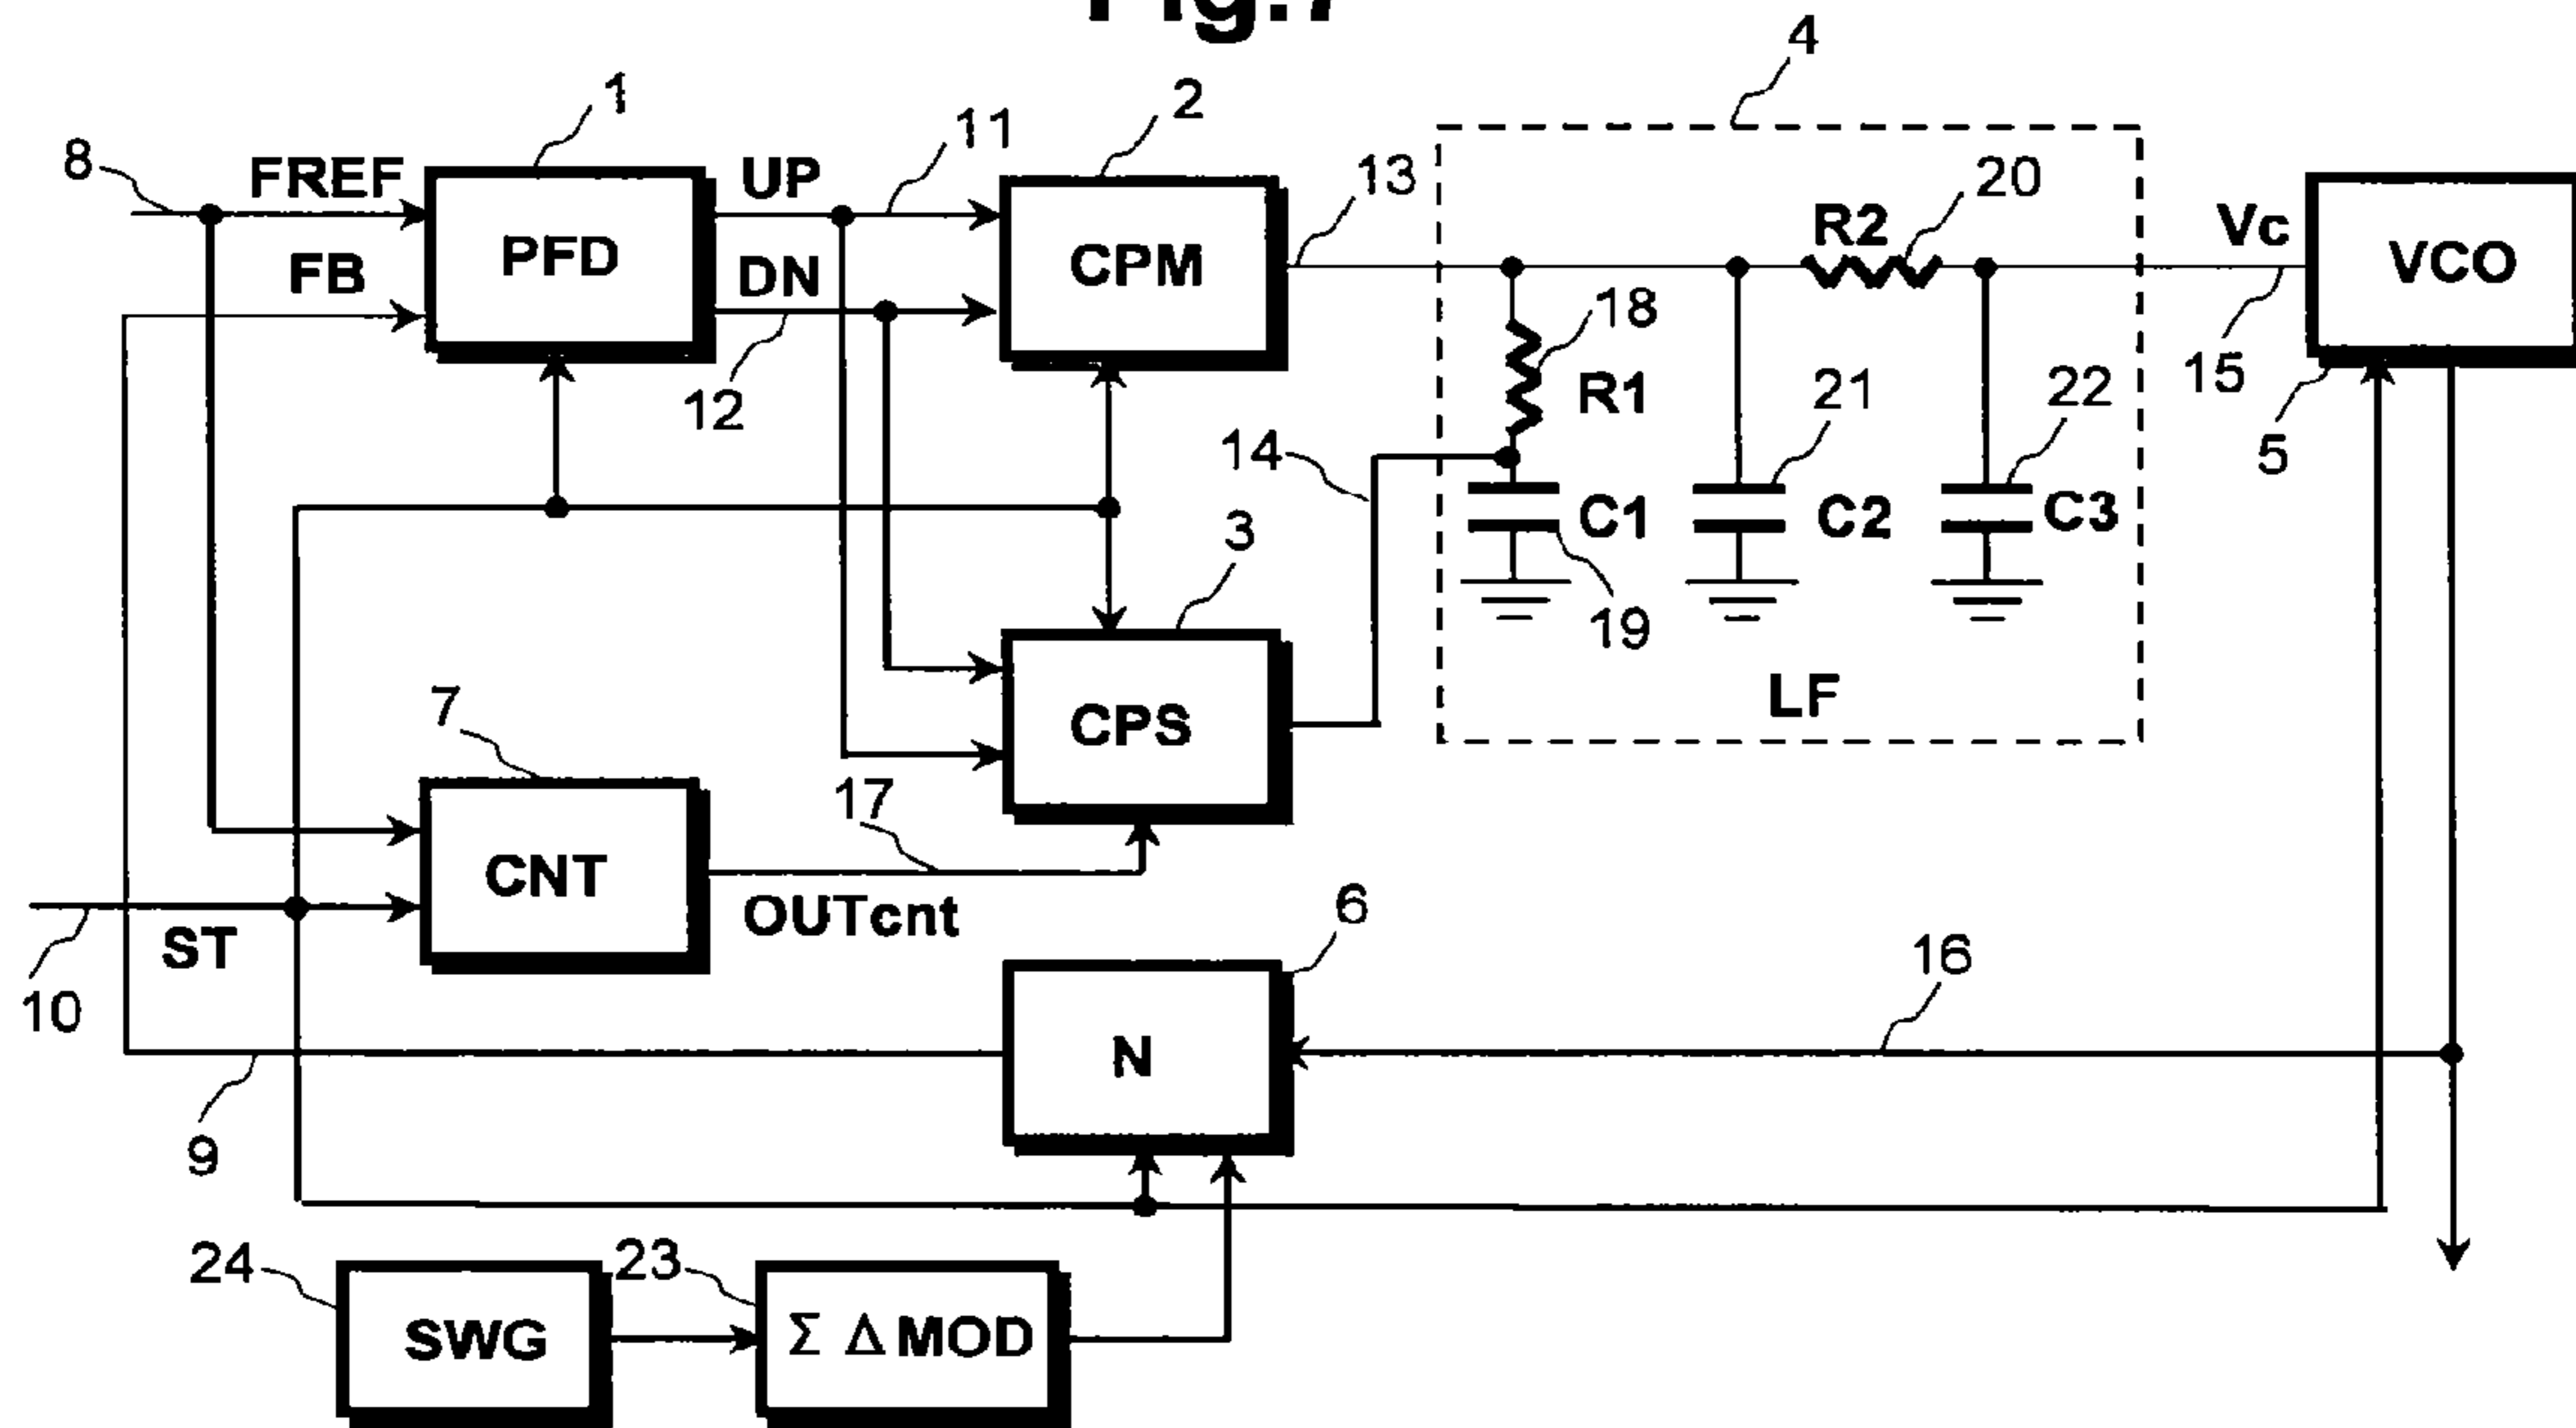 Fig.7
4
1
2
8
FREF
UP
11
13
20
R2
Vc
PFD
CPM
VCO
FB
DN
18
12
R1
21
22
15
14
5
3
C1
C2
C3
19
7
CPS
LF
17
CNT
OUTcnt
6
ST
10
16
N
9
24
23
SWG
Σ Δ MOD